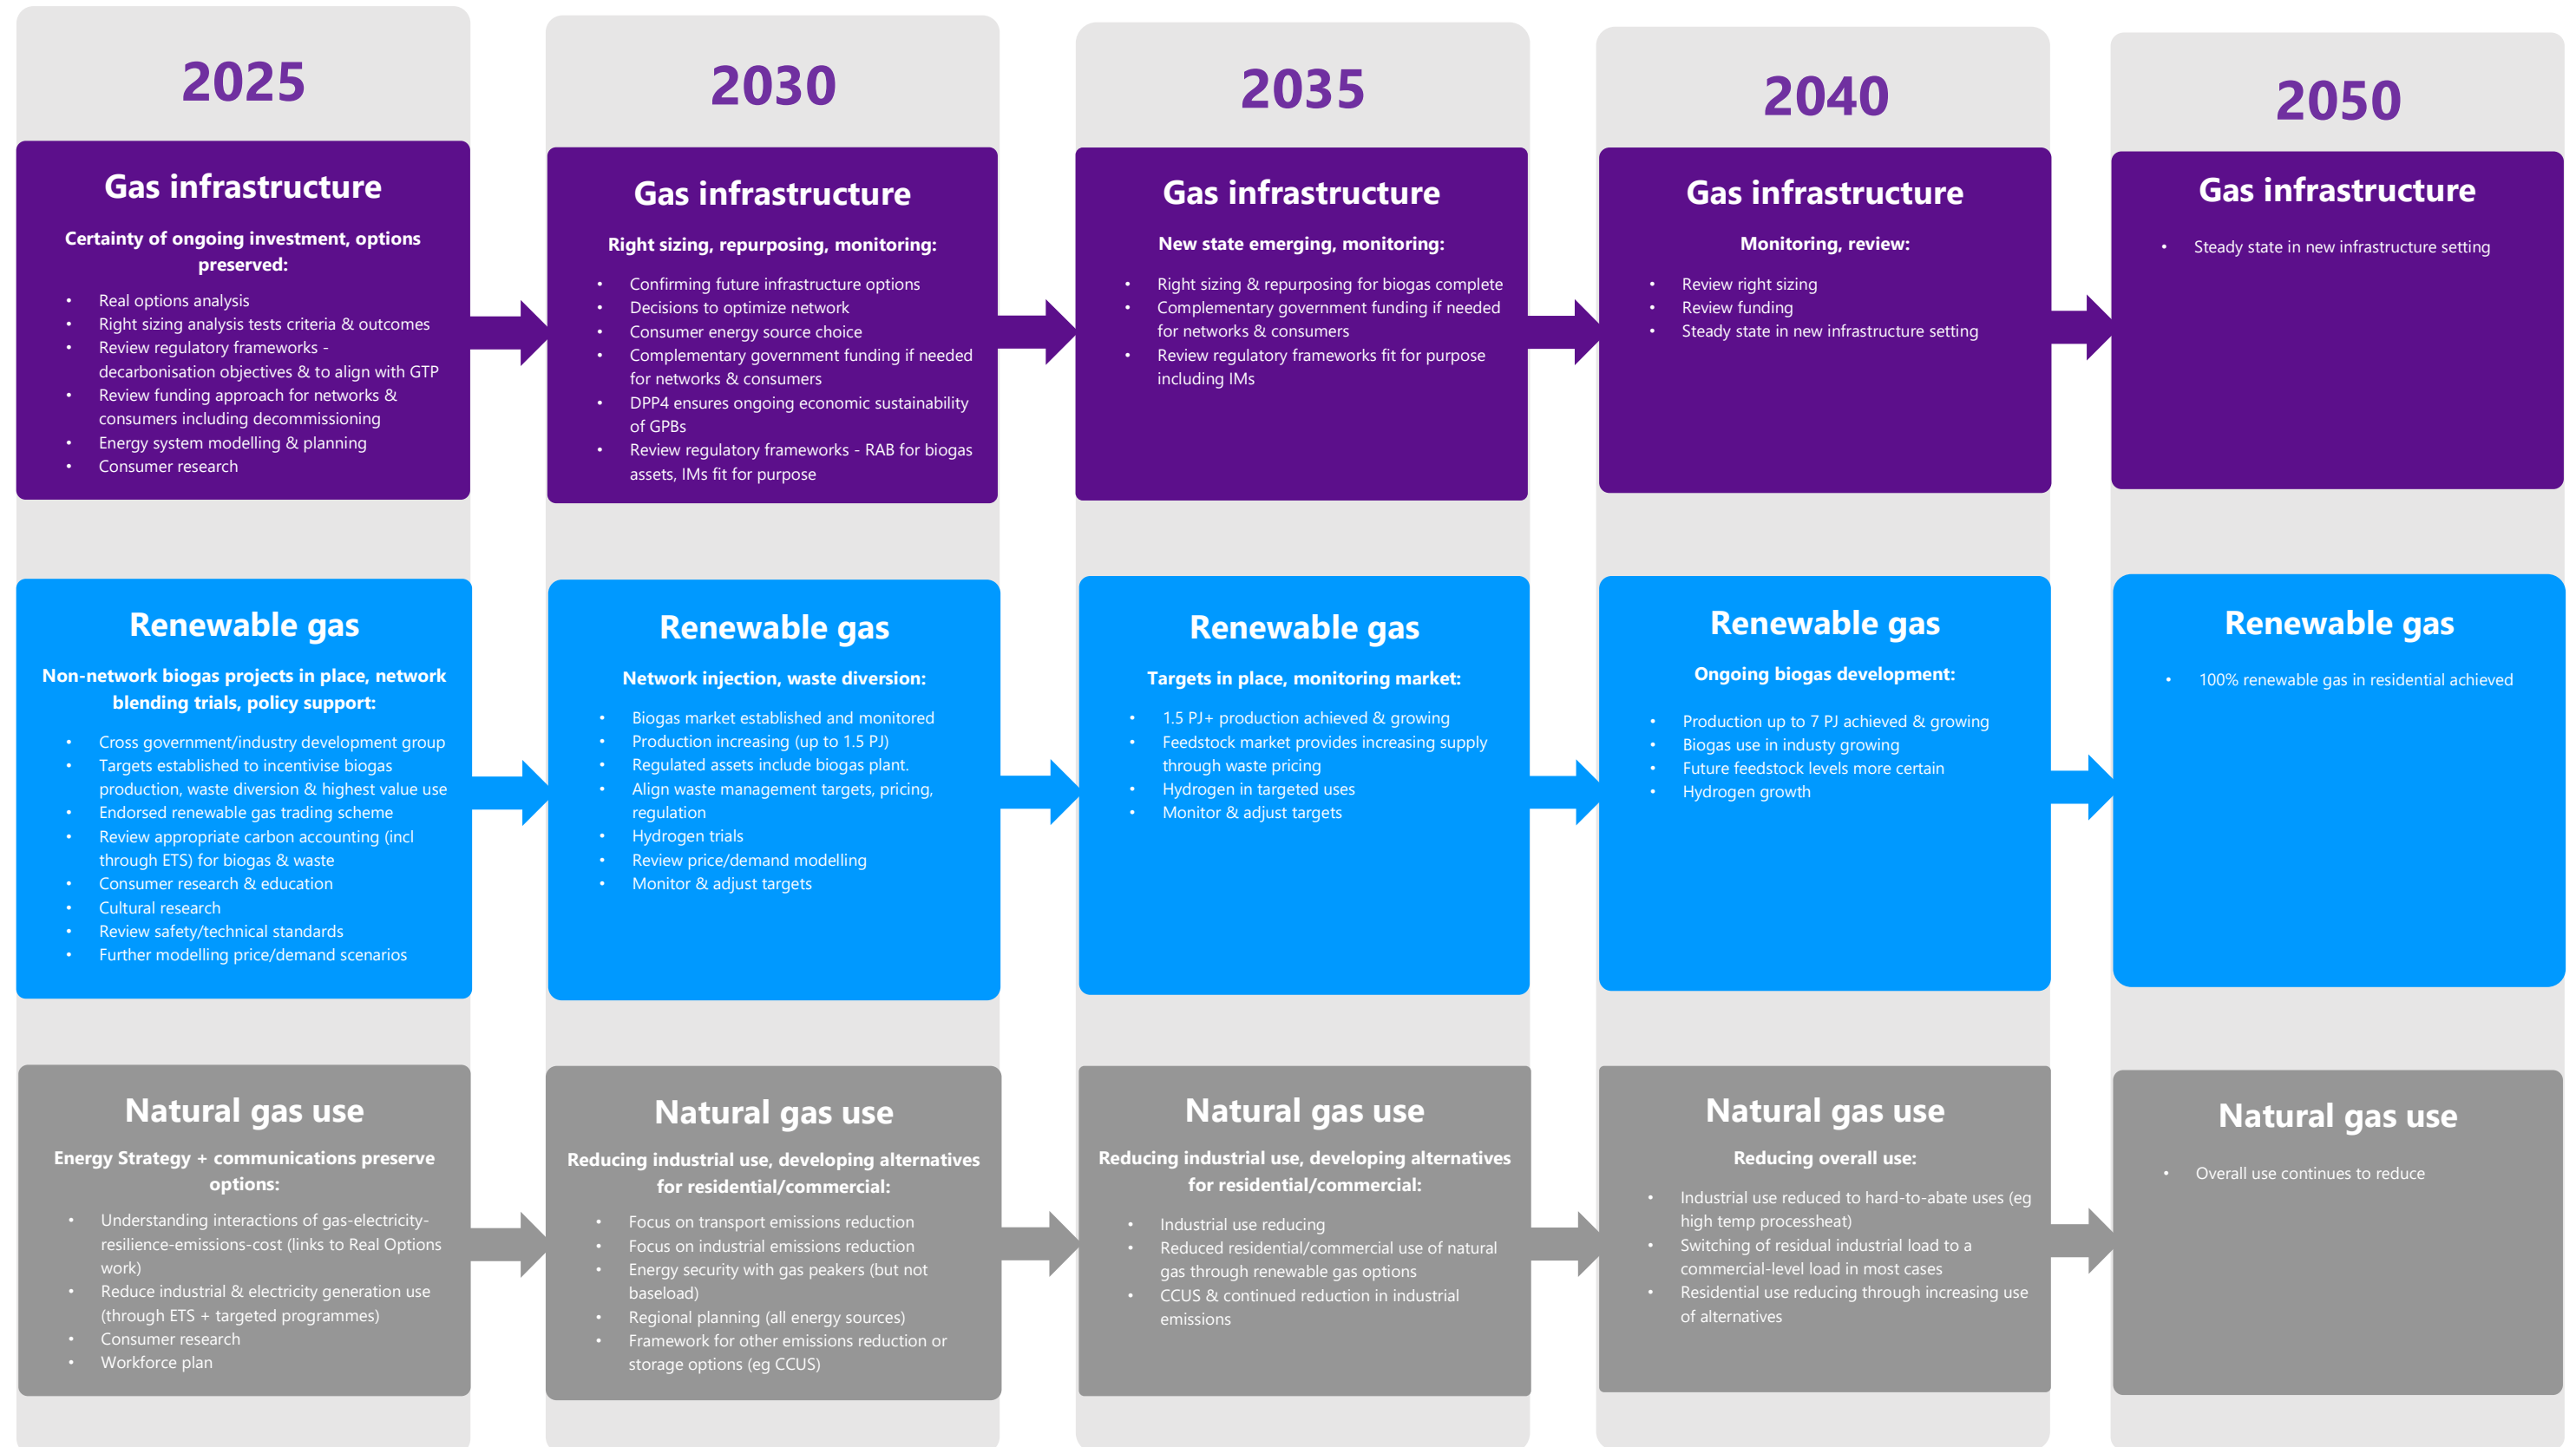 2025
Gas infrastructure
Certainty of ongoing investment, options
preserved:
• Real options analysis
• Right sizing analysis tests criteria & outcomes
• Review regulatory frameworks -
decarbonisation objectives & to align with GTP
• Review funding approach for networks &
consumers including decommissioning
• Energy system modelling & planning
• Consumer research
Renewable gas
Non-network biogas projects in place, network
blending trials, policy support:
• Cross government/industry development group
• Targets established to incentivise biogas
production, waste diversion & highest value use
• Endorsed renewable gas trading scheme
• Review appropriate carbon accounting (incl
through ETS) for biogas & waste
• Consumer research & education
• Cultural research
• Review safety/technical standards
• Further modelling price/demand scenarios
Natural gas use
Energy Strategy + communications preserve
options:
• Understanding interactions of gas-electricity-
resilience-emissions-cost (links to Real Options
work)
• Reduce industrial & electricity generation use
(through ETS + targeted programmes)
• Consumer research
• Workforce plan
2030
Gas infrastructure
Right sizing, repurposing, monitoring:
• Confirming future infrastructure options
• Decisions to optimize network
• Consumer energy source choice
• Complementary government funding if needed
for networks & consumers
• DPP4 ensures ongoing economic sustainability
of GPBs
• Review regulatory frameworks - RAB for biogas
assets, IMs fit for purpose
Renewable gas
Network injection, waste diversion:
• Biogas market established and monitored
• Production increasing (up to 1.5 PJ)
• Regulated assets include biogas plant.
• Align waste management targets, pricing,
regulation
• Hydrogen trials
• Review price/demand modelling
• Monitor & adjust targets
Natural gas use
Reducing industrial use, developing alternatives
for residential/commercial:
• Focus on transport emissions reduction
• Focus on industrial emissions reduction
• Energy security with gas peakers (but not
baseload)
• Regional planning (all energy sources)
• Framework for other emissions reduction or
storage options (eg CCUS)
2035
Gas infrastructure
New state emerging, monitoring:
• Right sizing & repurposing for biogas complete
• Complementary government funding if needed
for networks & consumers
• Review regulatory frameworks fit for purpose
including IMs
Renewable gas
Targets in place, monitoring market:
• 1.5 PJ+ production achieved & growing
• Feedstock market provides increasing supply
through waste pricing
• Hydrogen in targeted uses
• Monitor & adjust targets
Natural gas use
Reducing industrial use, developing alternatives
for residential/commercial:
• Industrial use reducing
• Reduced residential/commercial use of natural
gas through renewable gas options
• CCUS & continued reduction in industrial
emissions
2040
Gas infrastructure
Monitoring, review:
• Review right sizing
• Review funding
• Steady state in new infrastructure setting
Renewable gas
Ongoing biogas development:
• Production up to 7 PJ achieved & growing
• Biogas use in industy growing
• Future feedstock levels more certain
• Hydrogen growth
Natural gas use
Reducing overall use:
• Industrial use reduced to hard-to-abate uses (eg
high temp processheat)
• Switching of residual industrial load to a
commercial-level load in most cases
• Residential use reducing through increasing use
of alternatives
2050
Gas infrastructure
• Steady state in new infrastructure setting
Renewable gas
• 100% renewable gas in residential achieved
Natural gas use
• Overall use continues to reduce